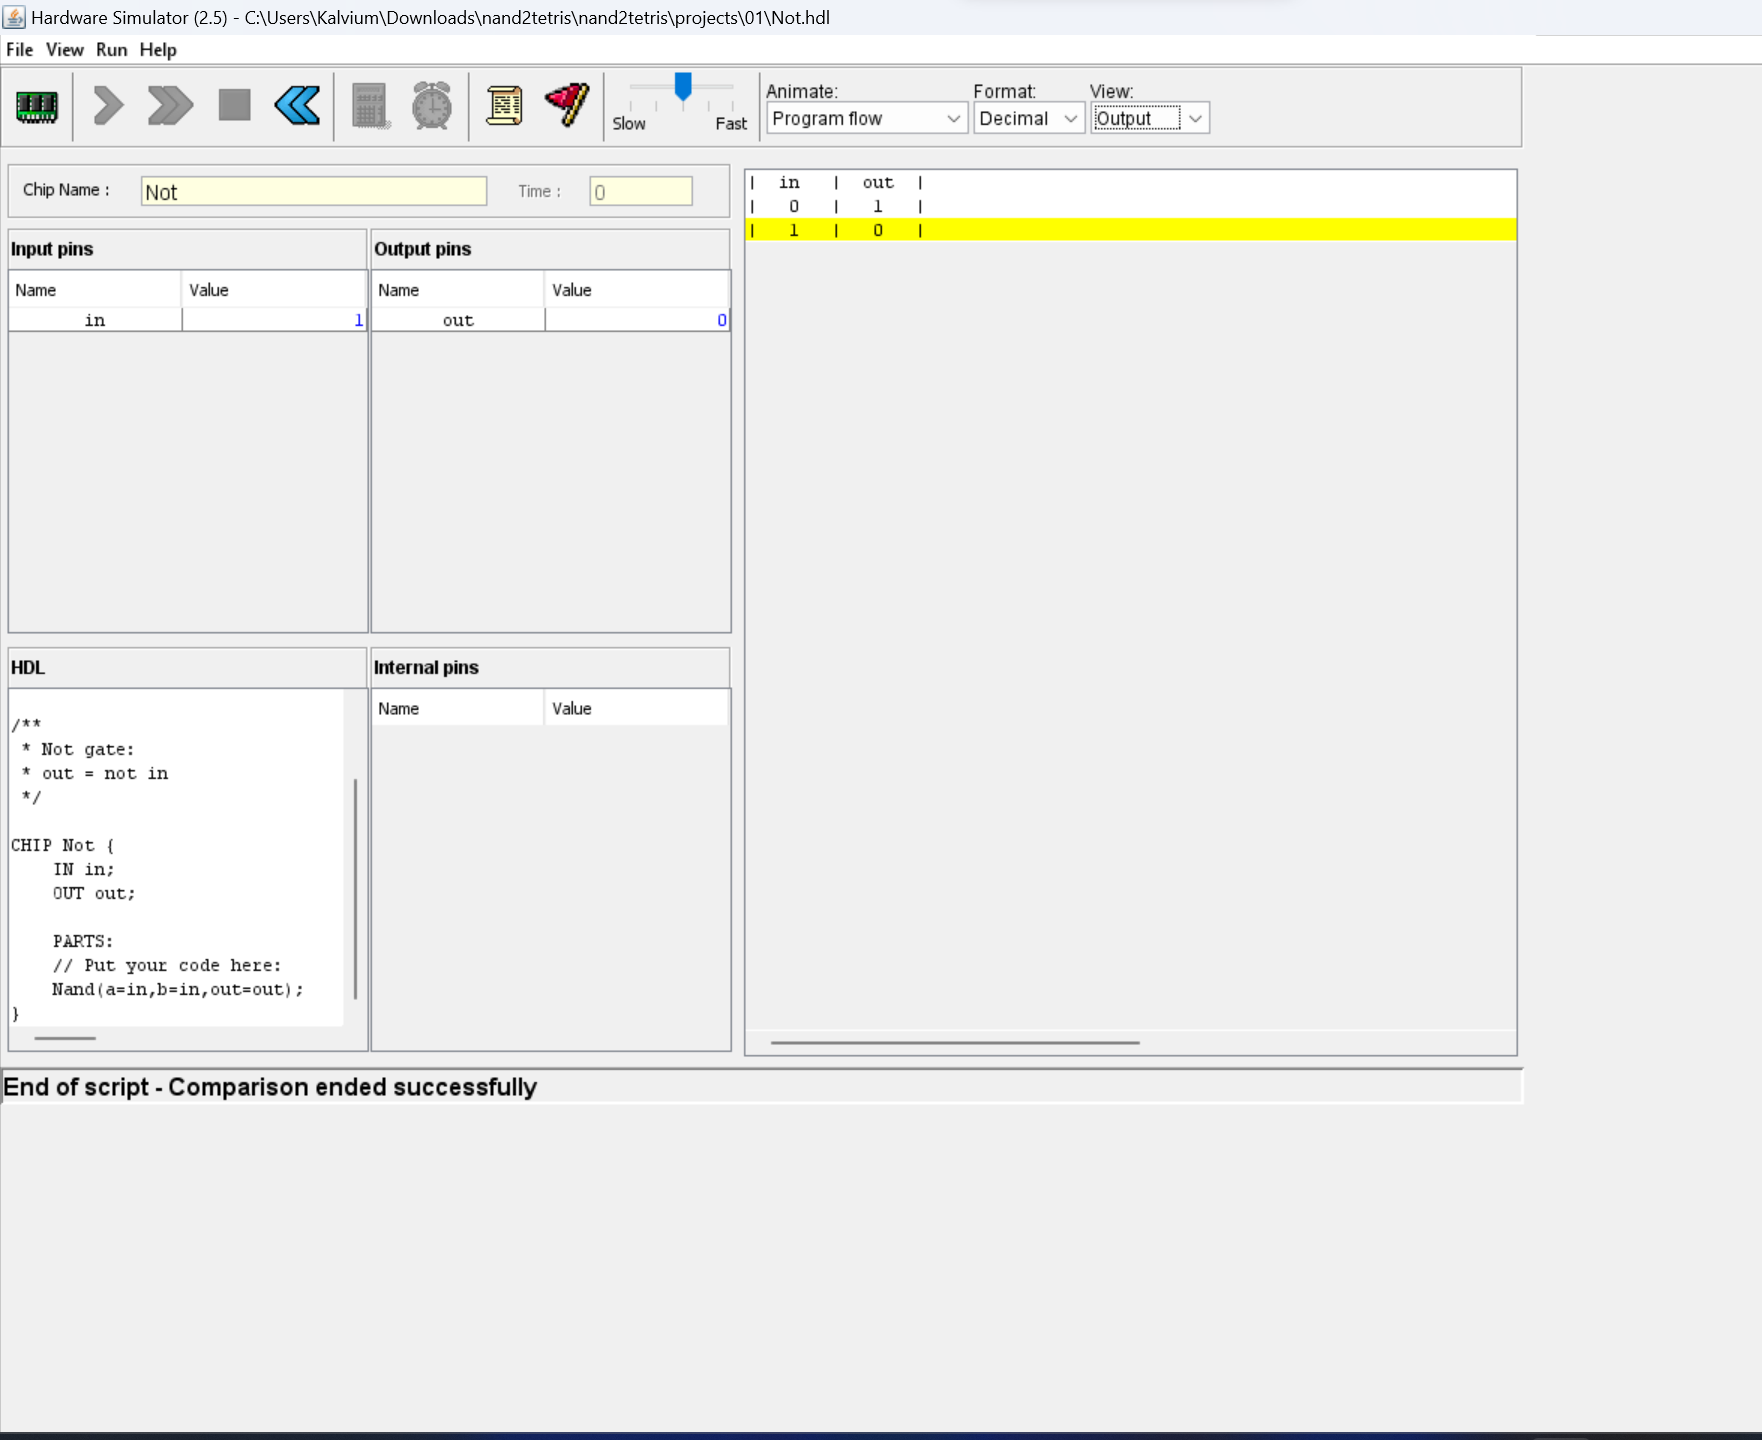 Hardware Simulator (2.5) - C:\Users\Kalvium\Downloads\nand2tetris\nand2tetris\projects\01\Not.hdl
File View Run Help
Slow Fast
Animate: Format: View:
Program flow Decimal Output
Chip Name : Not Time : 0
Input pins
Name Value
in 1
Output pins
Name Value
out 0
| in | out |
| 0 | 1 |
| 1 | 0 |
HDL
/**
* Not gate:
* out = not in
*/
CHIP Not {
IN in;
OUT out;
PARTS:
// Put your code here:
Nand(a=in,b=in,out=out);
}
Internal pins
Name Value
End of script - Comparison ended successfully